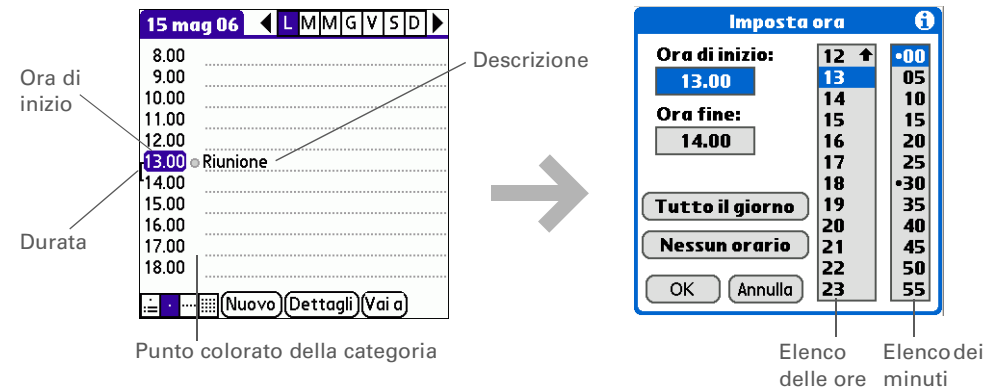 15 mag 06 L M M G V S D
8.00
9.00
10.00
11.00
12.00
13.00 Riunione
14.00
15.00
16.00
17.00
18.00
Nuovo Dettagli Vai a
Ora di
inizio
Durata
Descrizione
Punto colorato della categoria
Imposta ora
Ora di inizio:
13.00
Ora fine:
14.00
Tutto il giorno
Nessun orario
OK Annulla
12 •00
13 05
14 10
15 15
16 20
17 25
18 •30
19 35
20 40
21 45
22 50
23 55
Elenco
delle ore
Elenco dei
minuti